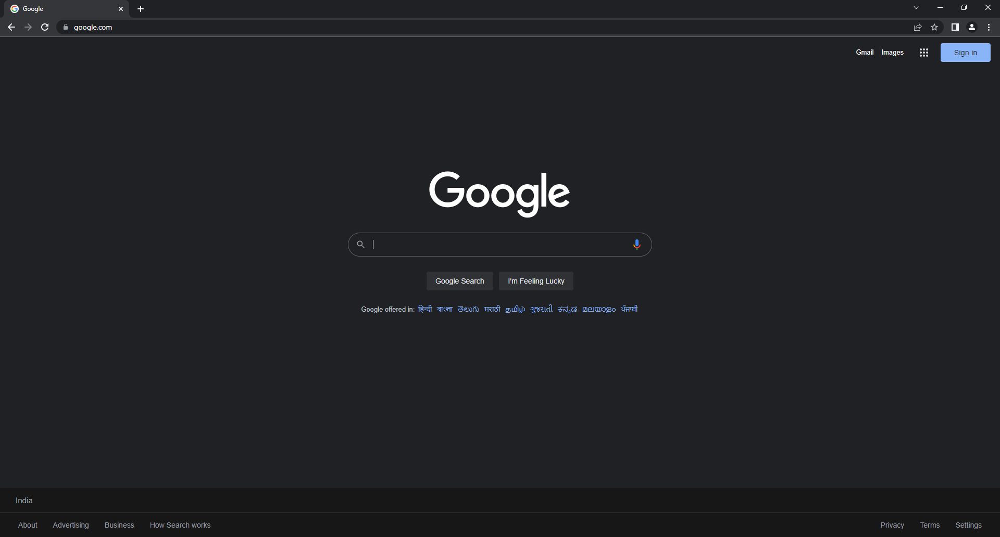 Google
google.com
Gmail Images Sign in
Google
Google Search I'm Feeling Lucky
Google offered in: हिन्दी বাংলা తెలుగు मराठी தமிழ் ગુજરાતી ಕನ್ನಡ മലയാളം ਪੰਜਾਬੀ
India
About Advertising Business How Search works Privacy Terms Settings